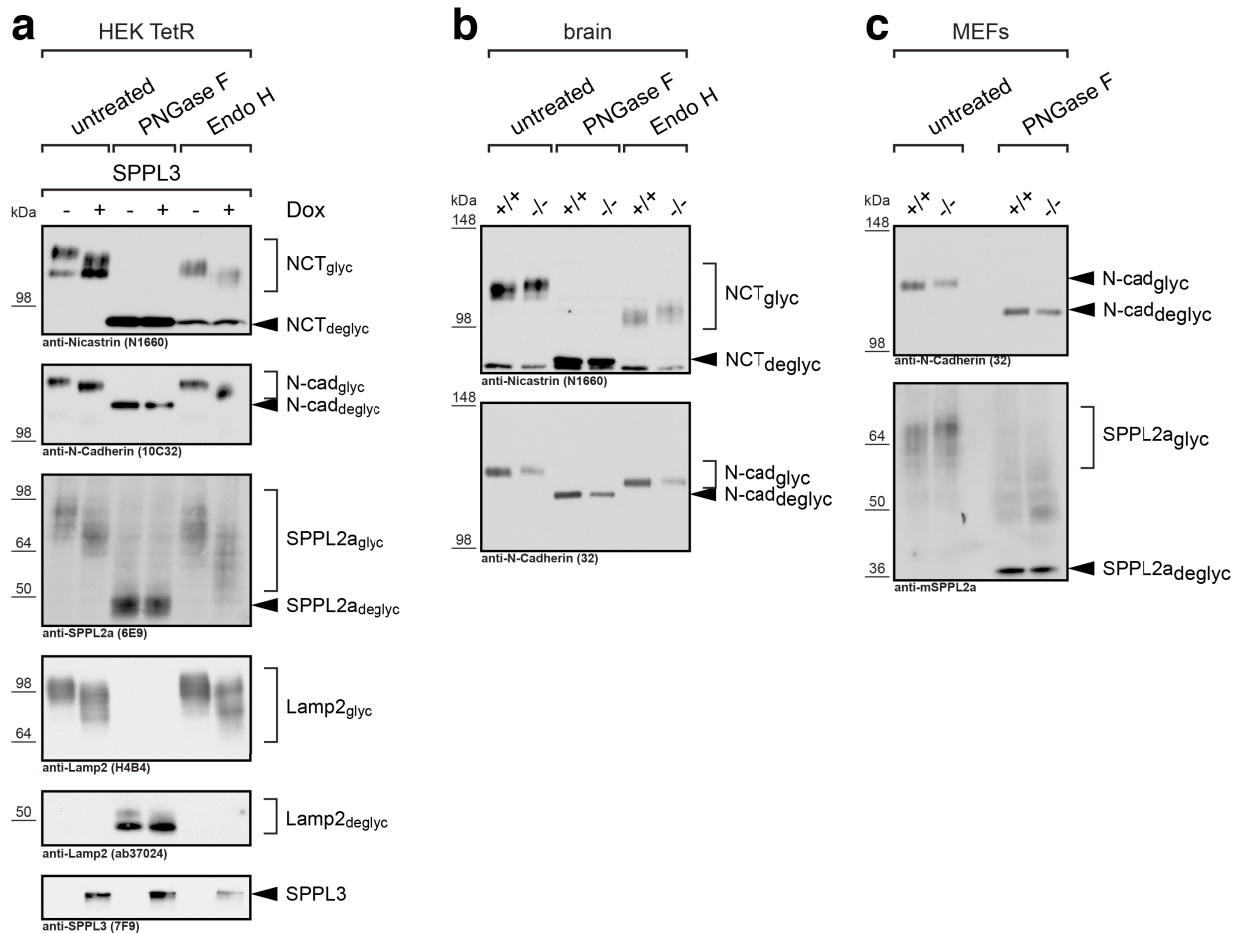 a
HEK TetR
untreated
PNGase F
Endo H
SPPL3
kDa
- + - + - + Dox
NCTglyc
98
NCTdeglyc
anti-Nicastrin (N1660)
N-cadglyc
N-caddeglyc
98
anti-N-Cadherin (10C32)
98
SPPL2aglyc
64
50
SPPL2adeglyc
anti-SPPL2a (6E9)
98
Lamp2glyc
64
anti-Lamp2 (H4B4)
50
Lamp2deglyc
anti-Lamp2 (ab37024)
SPPL3
anti-SPPL3 (7F9)
b
brain
untreated
PNGase F
Endo H
kDa
+/+ -/- +/+ -/- +/+ -/-
148
NCTglyc
98
NCTdeglyc
anti-Nicastrin (N1660)
148
N-cadglyc
N-caddeglyc
98
anti-N-Cadherin (32)
c
MEFs
untreated
PNGase F
kDa
+/+ -/- +/+ -/-
148
N-cadglyc
N-caddeglyc
98
anti-N-Cadherin (32)
SPPL2aglyc
64
50
36
SPPL2adeglyc
anti-mSPPL2a